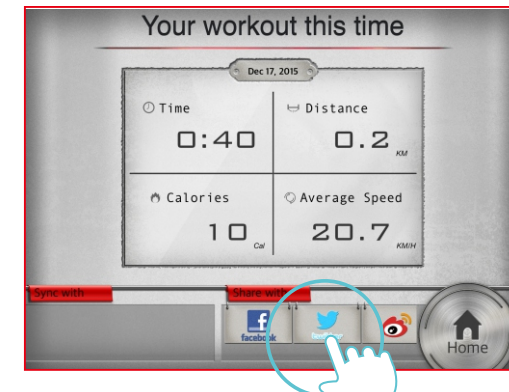 Your workout this time
Dec 17, 2015
Time
Distance
0:40
0.2 KM
Calories
Average Speed
10 Cal
20.7 KM/H
Sync with
Share with
facebook
Home